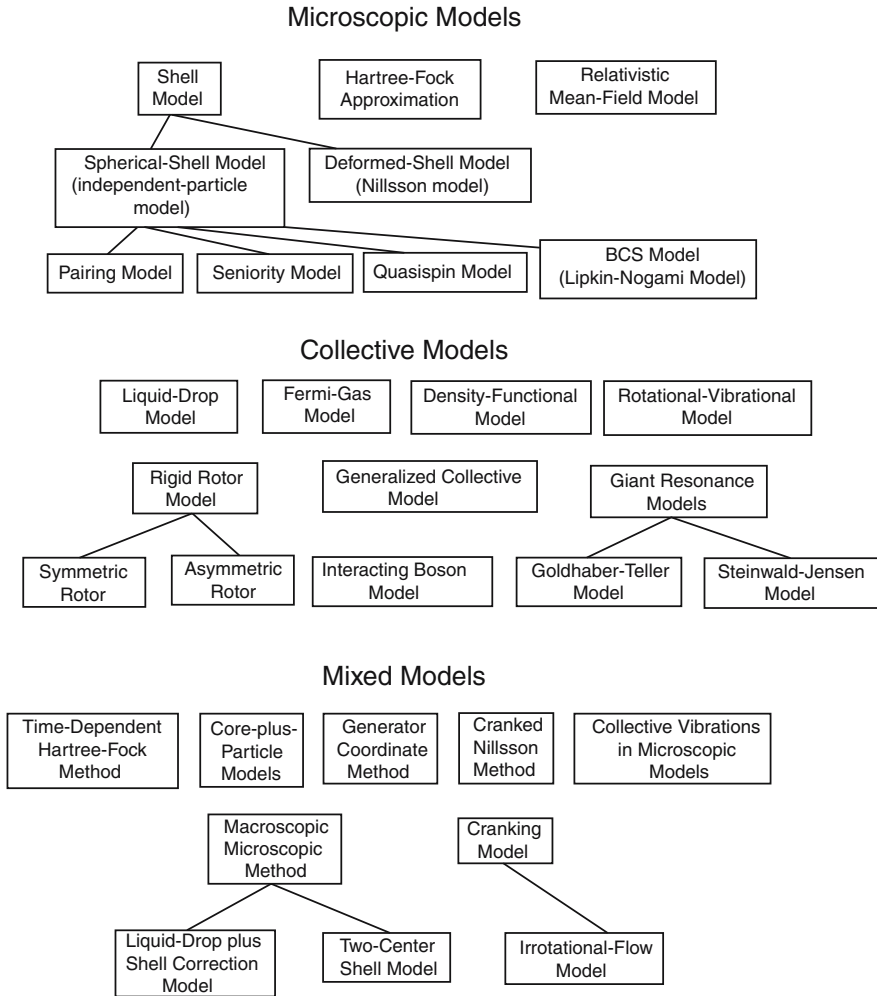 Microscopic Models
Shell
Model
Hartree-Fock
Approximation
Relativistic
Mean-Field Model
Spherical-Shell Model
(independent-particle
model)
Deformed-Shell Model
(Nillsson model)
Pairing Model
Seniority Model
Quasispin Model
BCS Model
(Lipkin-Nogami Model)
Collective Models
Liquid-Drop
Model
Fermi-Gas
Model
Density-Functional
Model
Rotational-Vibrational
Model
Rigid Rotor
Model
Generalized Collective
Model
Giant Resonance
Models
Symmetric
Rotor
Asymmetric
Rotor
Interacting Boson
Model
Goldhaber-Teller
Model
Steinwald-Jensen
Model
Mixed Models
Time-Dependent
Hartree-Fock
Method
Core-plus-
Particle
Models
Generator
Coordinate
Method
Cranked
Nillsson
Method
Collective Vibrations
in Microscopic
Models
Macroscopic
Microscopic
Method
Cranking
Model
Liquid-Drop plus
Shell Correction
Model
Two-Center
Shell Model
Irrotational-Flow
Model